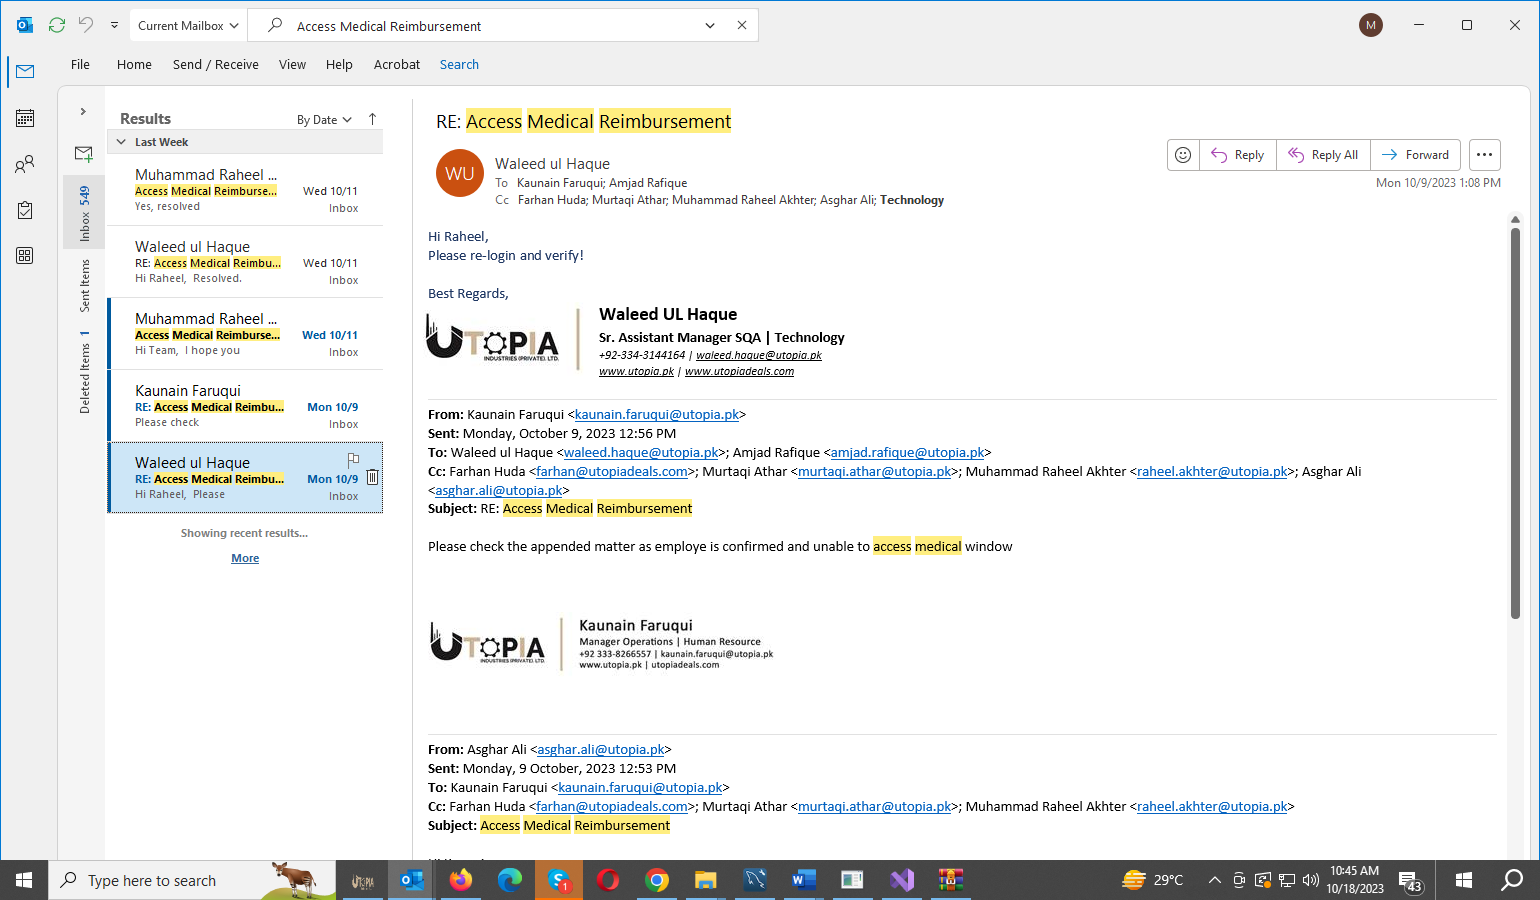 Current Mailbox
Access Medical Reimbursement
M
File Home Send / Receive View Help Acrobat Search
Inbox 549
Sent Items
Deleted Items 1
Results By Date
Last Week
Muhammad Raheel ...
Access Medical Reimburse... Wed 10/11
Yes, resolved Inbox
Waleed ul Haque
RE: Access Medical Reimbu... Wed 10/11
Hi Raheel, Resolved. Inbox
Muhammad Raheel ...
Access Medical Reimburse... Wed 10/11
Hi Team, I hope you Inbox
Kaunain Faruqui
RE: Access Medical Reimbu... Mon 10/9
Please check Inbox
Waleed ul Haque
RE: Access Medical Reimbu... Mon 10/9
Hi Raheel, Please Inbox
Showing recent results...
More
RE: Access Medical Reimbursement
WU
Waleed ul Haque
To Kaunain Faruqui; Amjad Rafique
Cc Farhan Huda; Murtaqi Athar; Muhammad Raheel Akhter; Asghar Ali; Technology
Reply Reply All Forward
Mon 10/9/2023 1:08 PM
Hi Raheel,
Please re-login and verify!
Best Regards,
UTOPIA
INDUSTRIES (PRIVATE). LTD.
Waleed UL Haque
Sr. Assistant Manager SQA | Technology
+92-334-3144164 | waleed.haque@utopia.pk
www.utopia.pk | www.utopiadeals.com
From: Kaunain Faruqui <kaunain.faruqui@utopia.pk>
Sent: Monday, October 9, 2023 12:56 PM
To: Waleed ul Haque <waleed.haque@utopia.pk>; Amjad Rafique <amjad.rafique@utopia.pk>
Cc: Farhan Huda <farhan@utopiadeals.com>; Murtaqi Athar <murtaqi.athar@utopia.pk>; Muhammad Raheel Akhter <raheel.akhter@utopia.pk>; Asghar Ali
<asghar.ali@utopia.pk>
Subject: RE: Access Medical Reimbursement
Please check the appended matter as employe is confirmed and unable to access medical window
UTOPIA
INDUSTRIES (PRIVATE). LTD.
Kaunain Faruqui
Manager Operations | Human Resource
+92 333-8266557 | kaunain.faruqui@utopia.pk
www.utopia.pk | utopiadeals.com
From: Asghar Ali <asghar.ali@utopia.pk>
Sent: Monday, 9 October, 2023 12:53 PM
To: Kaunain Faruqui <kaunain.faruqui@utopia.pk>
Cc: Farhan Huda <farhan@utopiadeals.com>; Murtaqi Athar <murtaqi.athar@utopia.pk>; Muhammad Raheel Akhter <raheel.akhter@utopia.pk>
Subject: Access Medical Reimbursement
Type here to search
UTOPIA
1
29°C
10:45 AM
10/18/2023
43